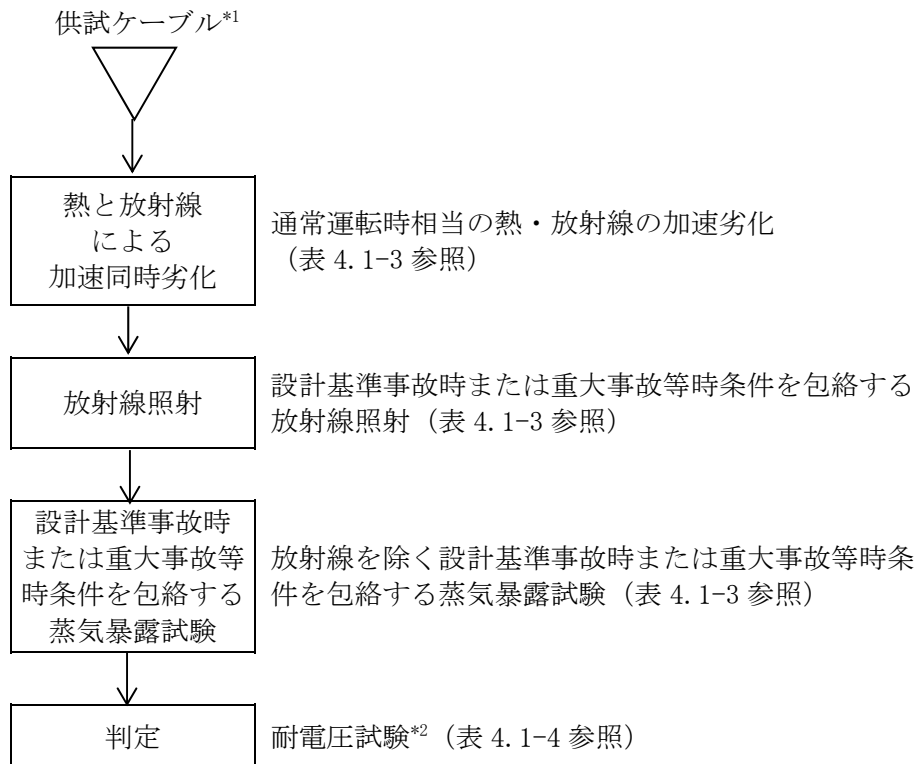 供試ケーブル*1
熱と放射線
による
加速同時劣化
通常運転時相当の熱・放射線の加速劣化
（表 4.1-3 参照）
放射線照射
設計基準事故時または重大事故等時条件を包絡する
放射線照射（表 4.1-3 参照）
設計基準事故時
または重大事故等
時条件を包絡する
蒸気暴露試験
放射線を除く設計基準事故時または重大事故等時条
件を包絡する蒸気暴露試験（表 4.1-3 参照）
判定
耐電圧試験*2（表 4.1-4 参照）